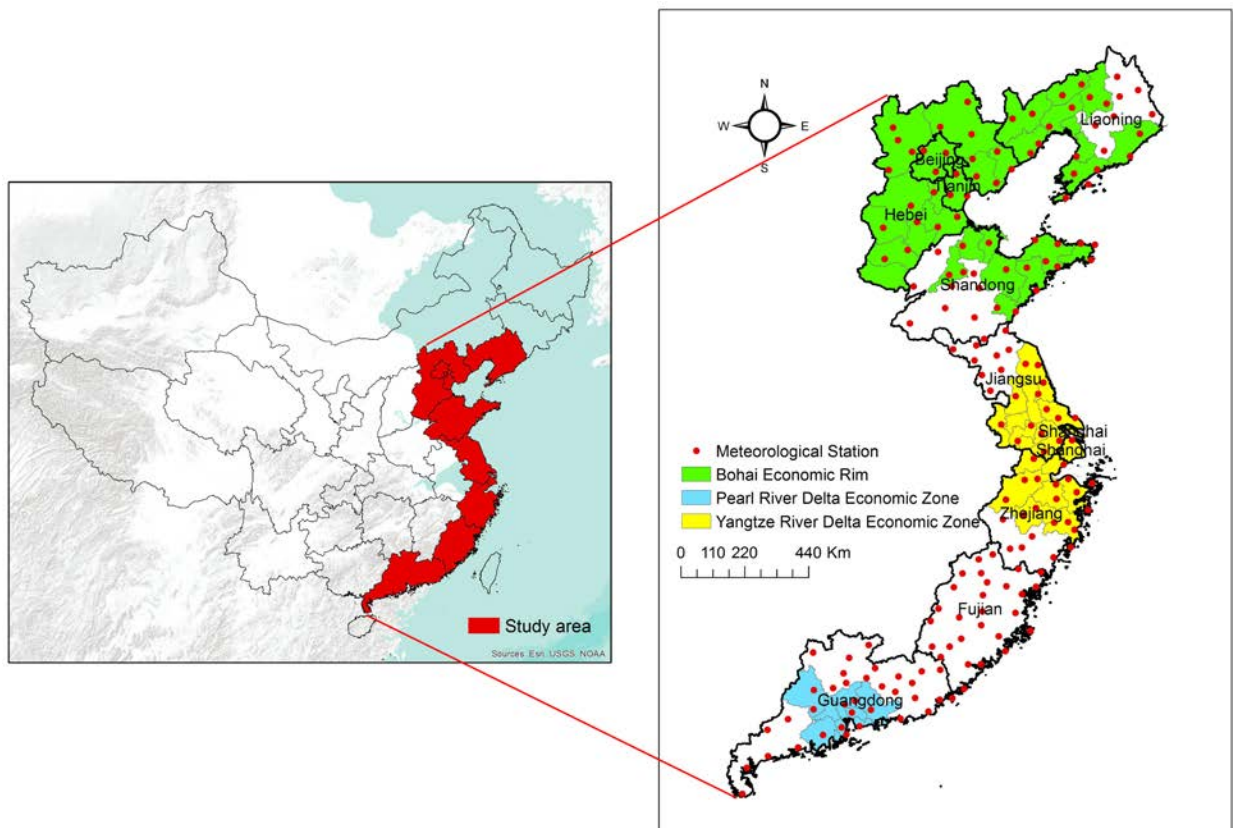 Study area
Sources: Esri, USGS, NOAA
N
W
E
S
Liaoning
Beijing
Tianjin
Hebei
Shandong
Jiangsu
Shanghai
Shanghai
Zhejiang
Fujian
Guangdong
Meteorological Station
Bohai Economic Rim
Pearl River Delta Economic Zone
Yangtze River Delta Economic Zone
0 110 220 440 Km